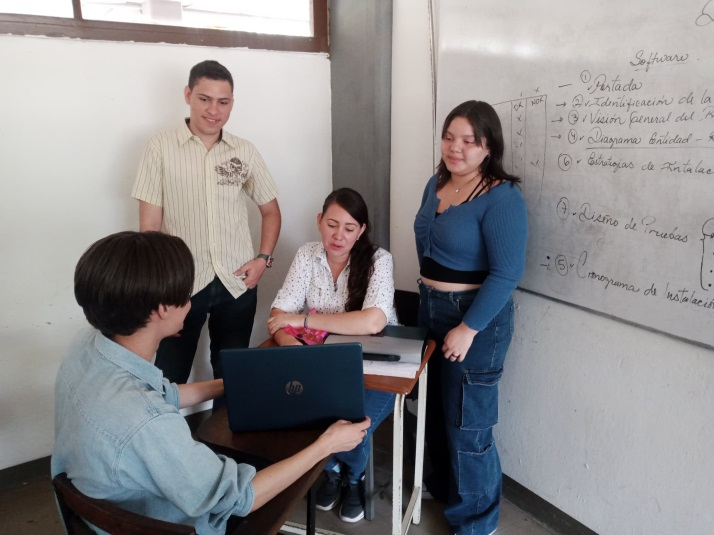 Software
① Portada
→ ② Identificación de la
→ ③ Visión General del
→ ④ Diagrama Entidad -
⑥ Estrategias de Instalac
⑦ Diseño de Pruebas
⑤ Cronograma de Instalación
hp